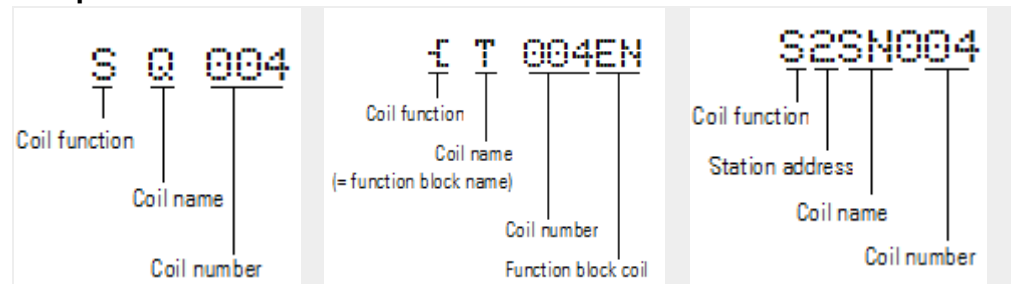 S Q 004
Coil function
Coil name
Coil number
T 004EN
Coil function
Coil name
(= function block name)
Coil number
Function block coil
S2SN004
Coil function
Station address
Coil name
Coil number